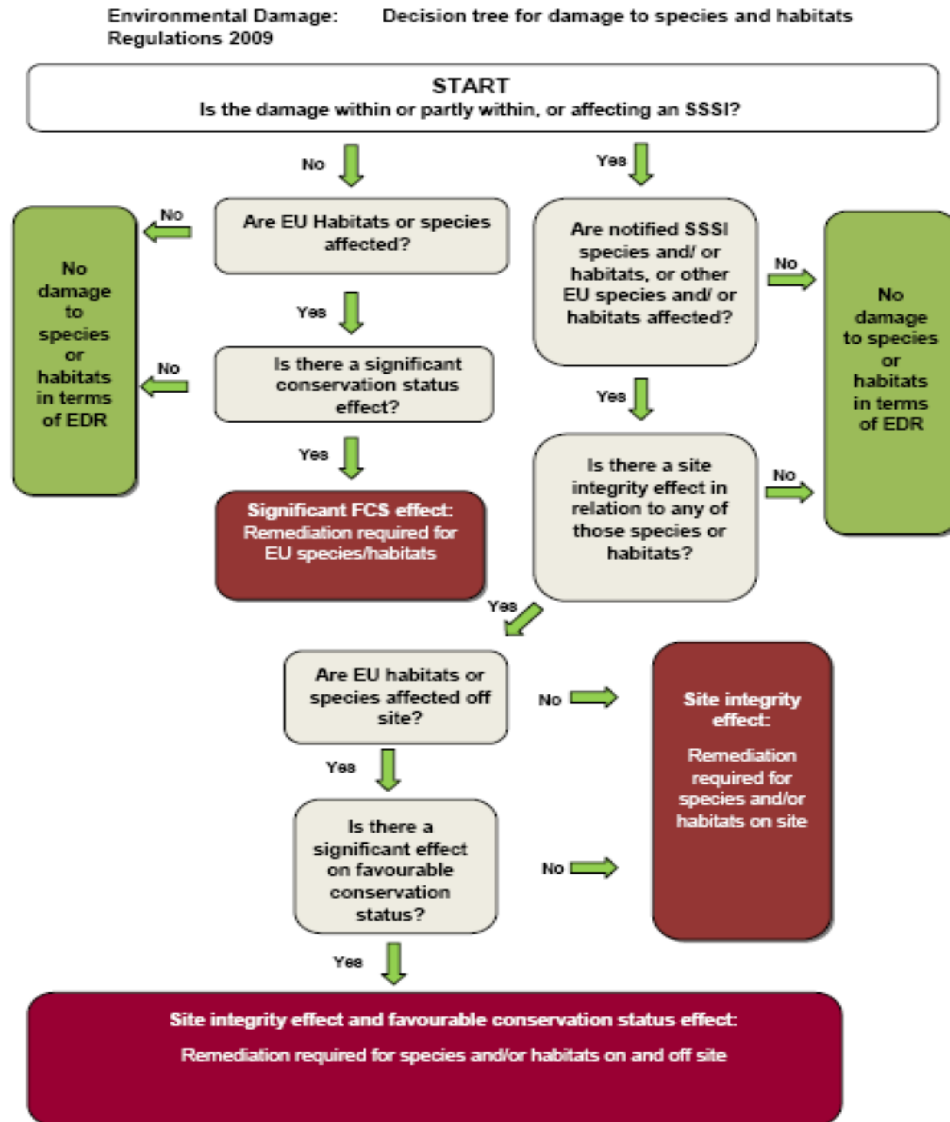 Environmental Damage: Decision tree for damage to species and habitats
Regulations 2009
START
Is the damage within or partly within, or affecting an SSSI?
No
Yes
No
Are EU Habitats or species
affected?
Are notified SSSI
species and/ or
habitats, or other
EU species and/ or
habitats affected?
No
No
damage
to
species
or
habitats
in terms
of EDR
No
damage
to species
or
habitats
in terms
of EDR
Yes
No
Is there a significant
conservation status
effect?
Yes
Yes
Is there a site
integrity effect in
relation to any of
those species or
habitats?
No
Significant FCS effect:
Remediation required for
EU species/habitats
Yes
Are EU habitats or
species affected off
site?
No
Site integrity
effect:
Remediation
required for
species and/or
habitats on site
Yes
Is there a
significant effect
on favourable
conservation
status?
No
Yes
Site integrity effect and favourable conservation status effect:
Remediation required for species and/or habitats on and off site